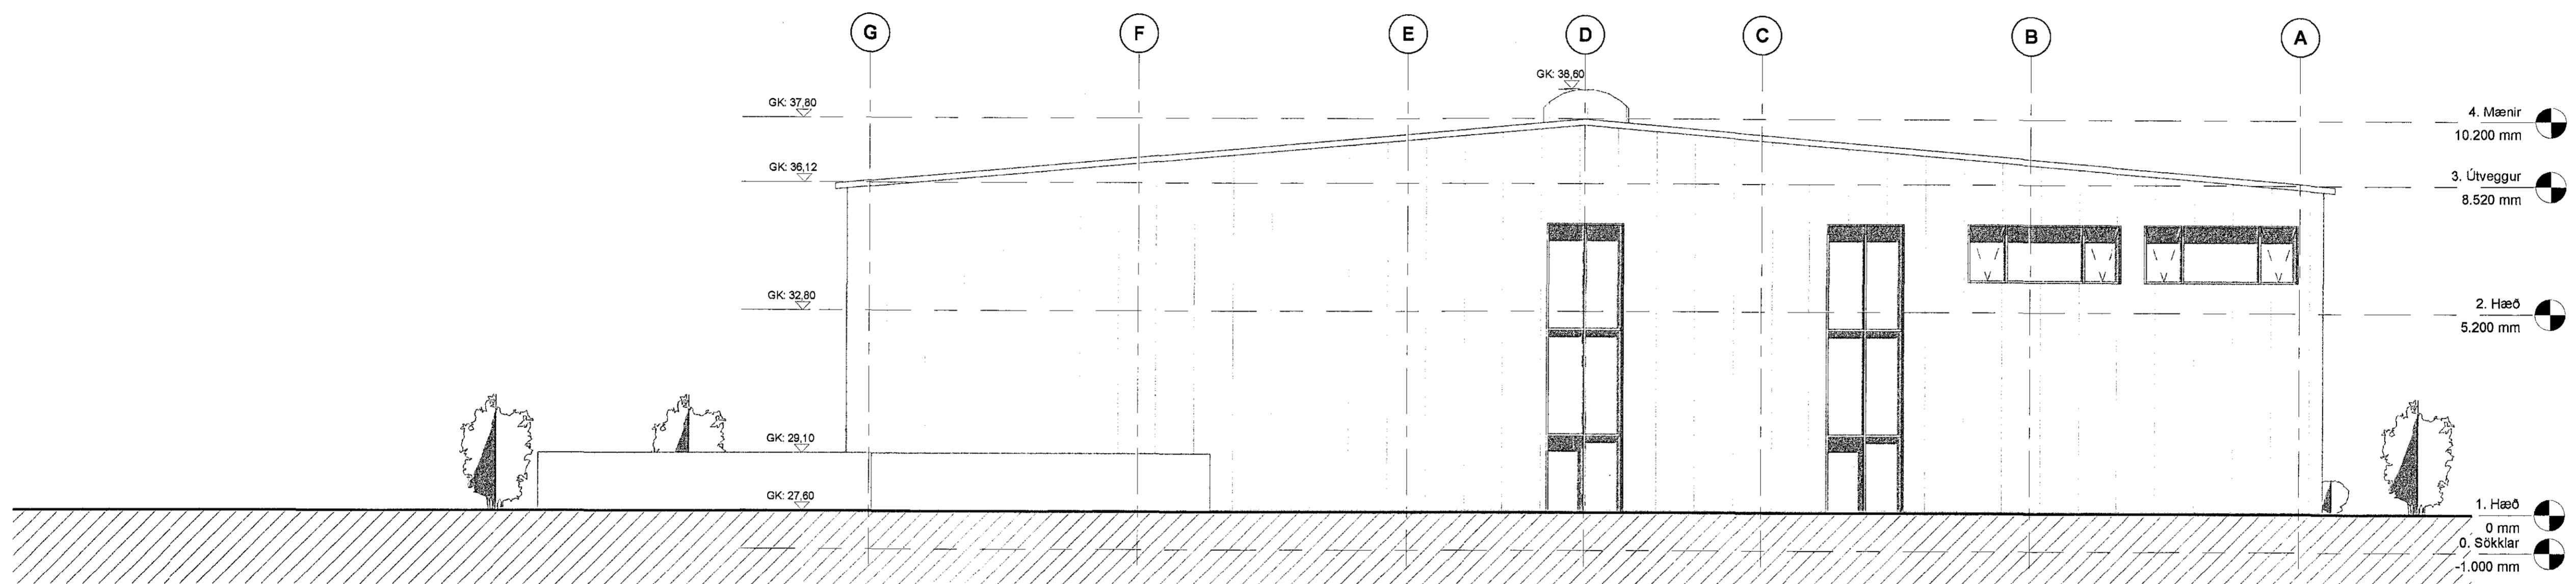 G
F
E
D
C
B
A
GK: 38,60
GK: 37,80
4. Mænir
10.200 mm
GK: 36,12
3. Útveggur
8.520 mm
GK: 32,80
2. Hæð
5.200 mm
GK: 29,10
GK: 27,60
1. Hæð
0 mm
0. Sökklar
-1.000 mm